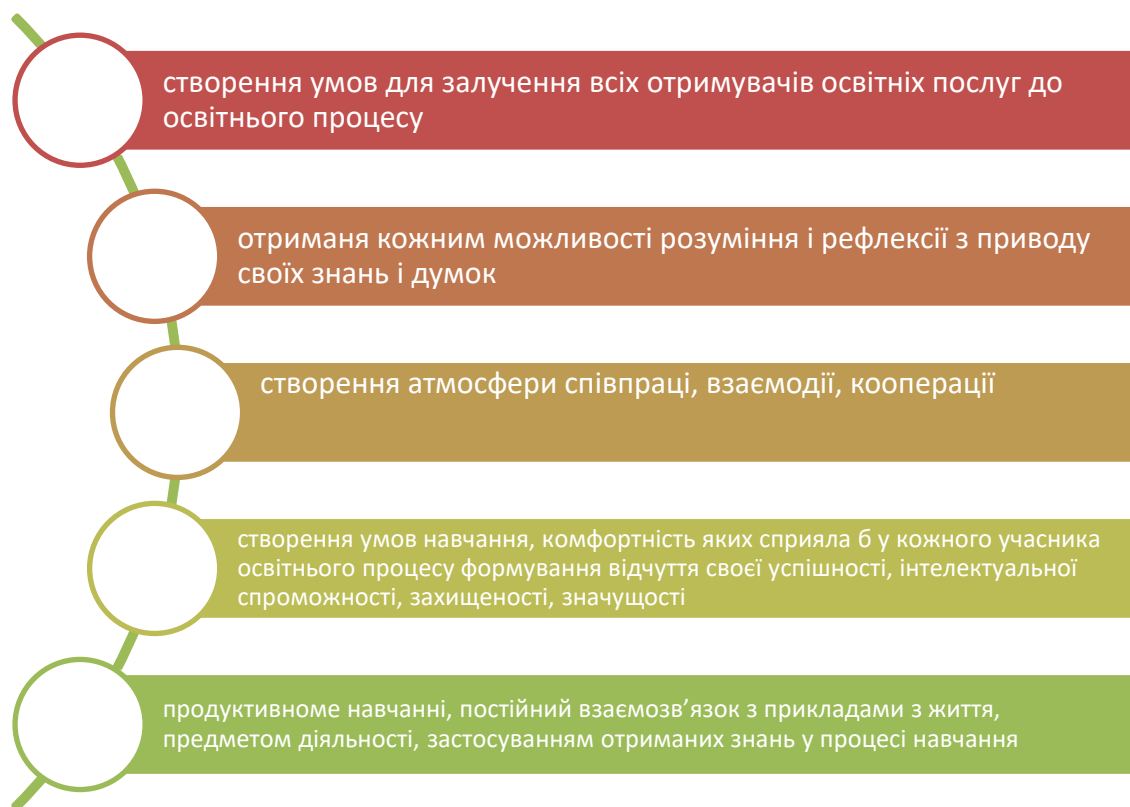 створення умов для залучення всіх отримувачів освітніх послуг до
освітнього процесу
отриманя кожним можливості розуміння і рефлексії з приводу
своїх знань і думок
створення атмосфери співпраці, взаємодії, кооперації
створення умов навчання, комфортність яких сприяла б у кожного учасника
освітнього процесу формування відчуття своєї успішності, інтелектуальної
спроможності, захищеності, значущості
продуктивноме навчанні, постійний взаємозв’язок з прикладами з життя,
предметом діяльності, застосуванням отриманих знань у процесі навчання